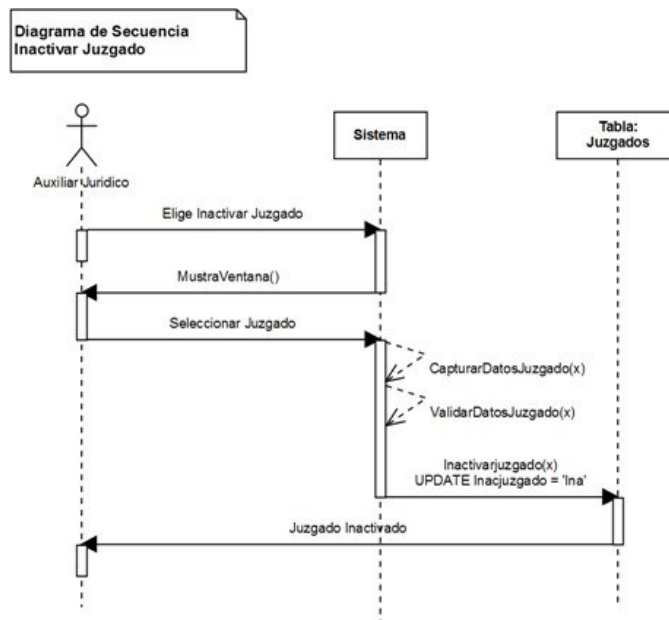 Diagrama de Secuencia
Inactivar Juzgado
Sistema
Tabla:
Juzgados
Auxiliar Juridico
Elige Inactivar Juzgado
MustraVentana()
Seleccionar Juzgado
CapturarDatosJuzgado(x)
ValidarDatosJuzgado(x)
Inactivarjuzgado(x)
UPDATE Inacjuzgado = 'Ina'
Juzgado Inactivado